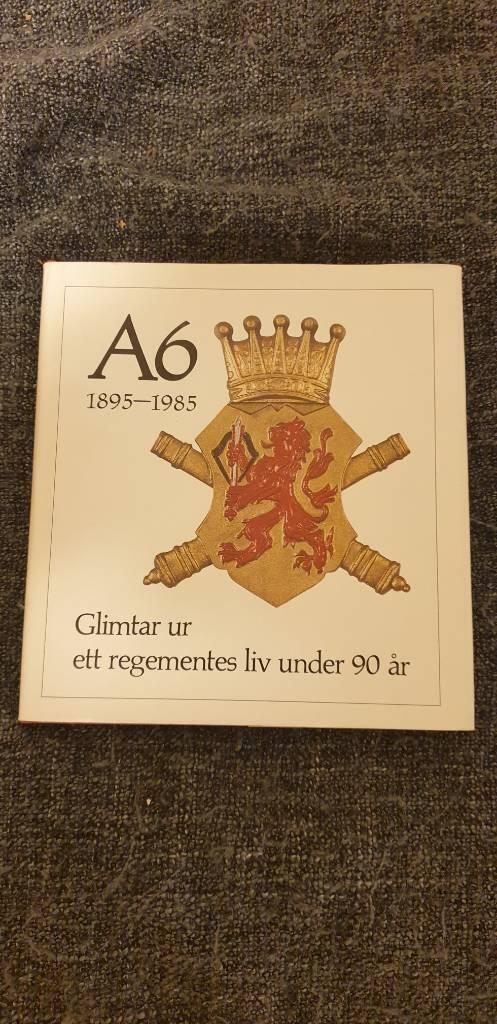 A6
1895—1985
Glimtar ur
ett regementes liv under 90 år